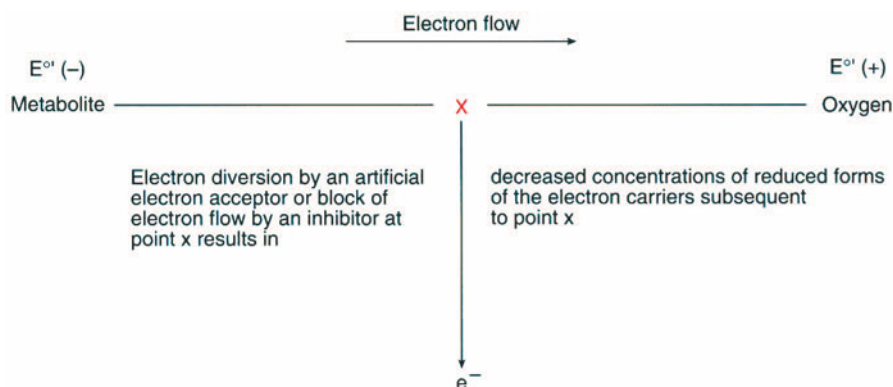 Electron flow
E°' (–)
E°' (+)
Metabolite
X
Oxygen
Electron diversion by an artificial
electron acceptor or block of
electron flow by an inhibitor at
point x results in
decreased concentrations of reduced forms
of the electron carriers subsequent
to point x
e⁻